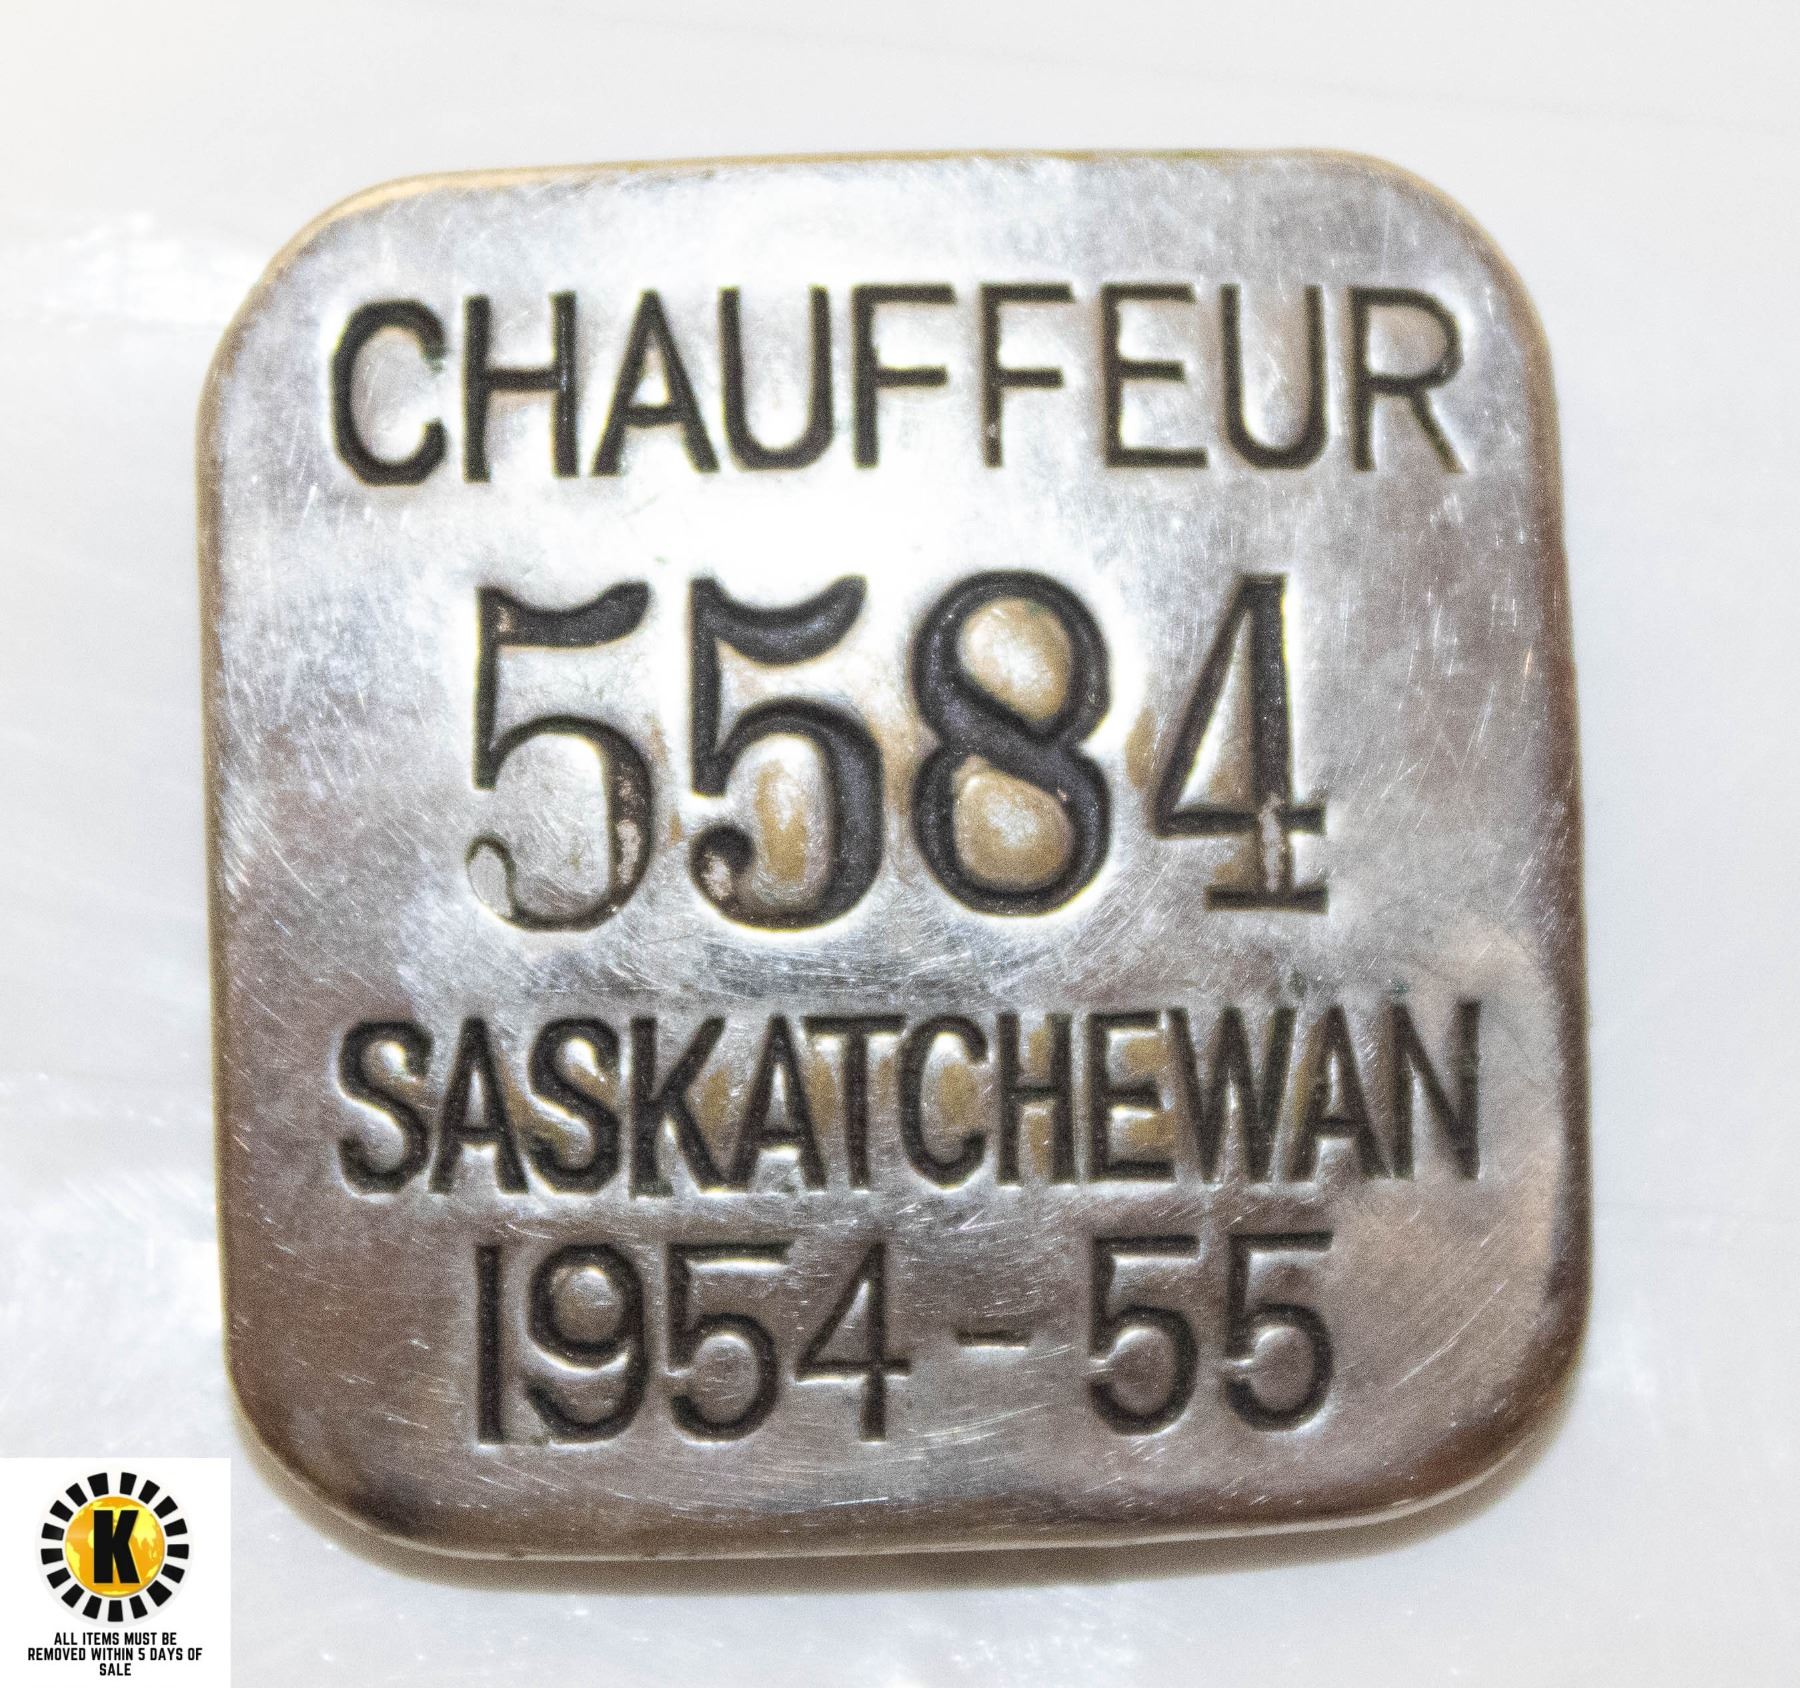 CHAUFFEUR
5584
SASKATCHEWAN
1954-55
K
ALL ITEMS MUST BE
REMOVED WITHIN 5 DAYS OF
SALE